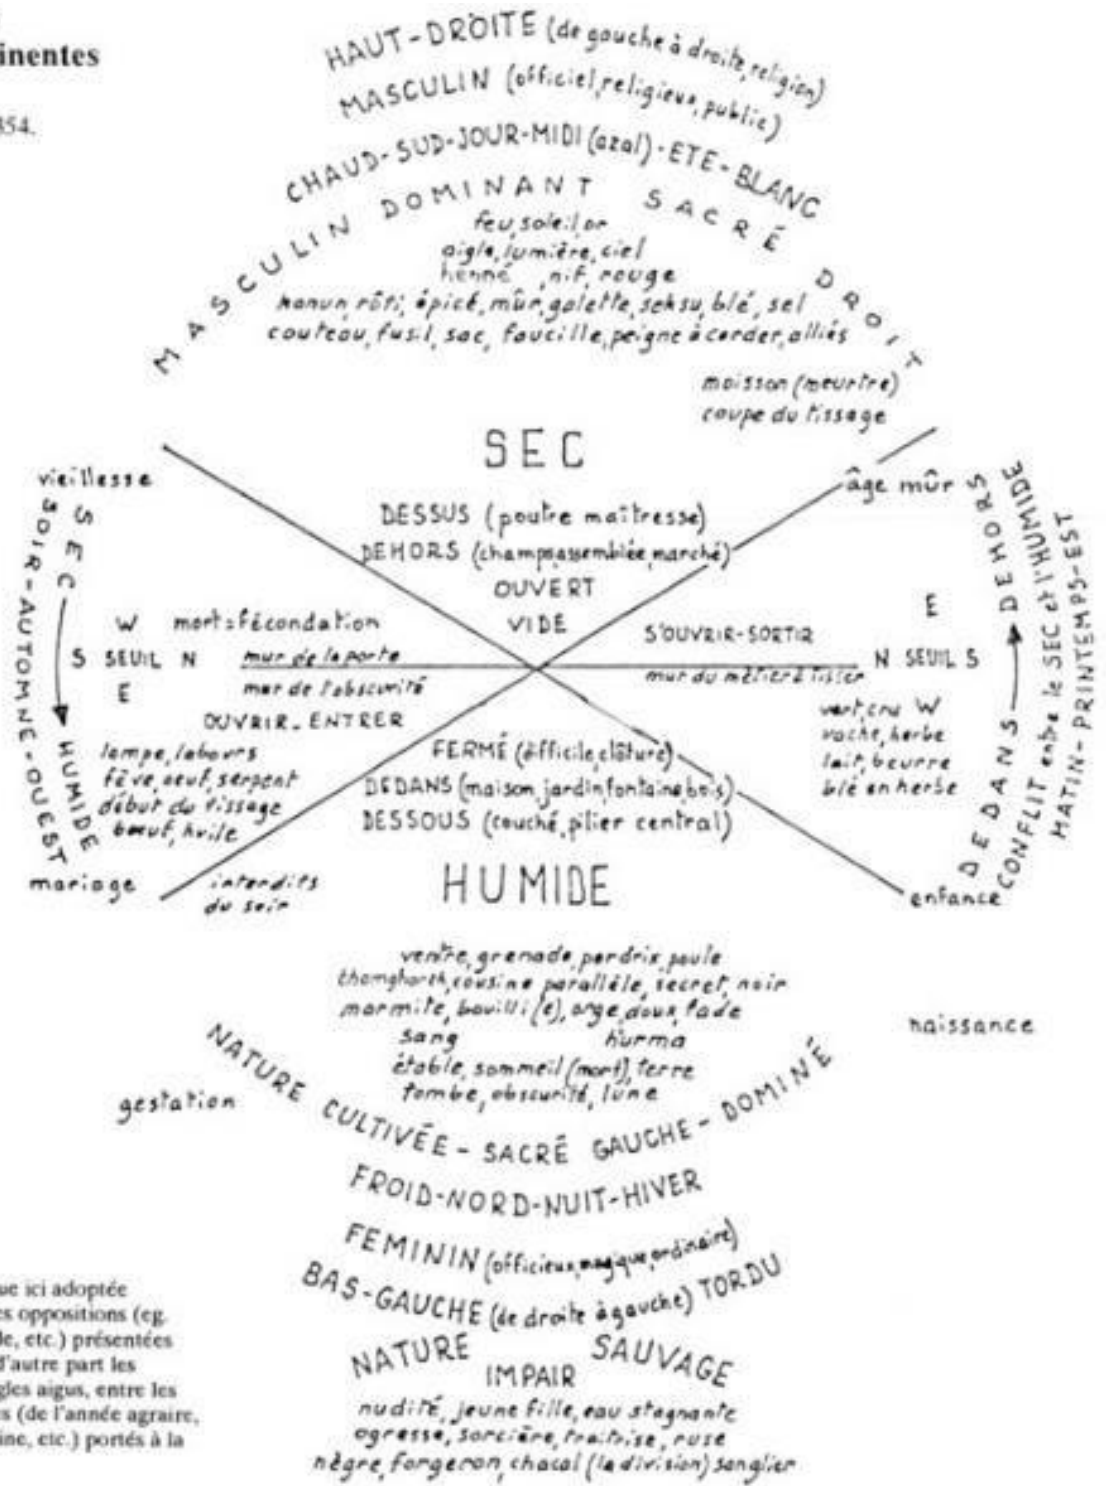 inentes
354.
HAUT-DROITE (de gauche à droite, religion)
MASCULIN (officiel, religieux, public)
CHAUD-SUD-JOUR-MIDI (azal)-ETE-BLANC
MASCULIN DOMINANT SACRÉ DROIT
feu, soleil, or
aigle, lumière, ciel
henné , nif, rouge
kanun, rôti, épicé, mûr, galette, seksu, blé, sel
couteau, fusil, soc, faucille, peigne à carder, alliés
moisson (meurtre)
coupe du tissage
SEC
vieillesse
âge mûr
DESSUS (poutre maîtresse)
DEHORS (champs, assemblée, marché)
OUVERT
VIDE
SEC HUMIDE
SOIR-AUTOMNE-OUEST
W mort=fécondation
S SEUIL N mur de la porte
E mur de l'obscurité
OUVRIR-ENTRER
lampe, labours
fève, oeuf, serpent
début du tissage
bœuf, huile
mariage
interdits
du soir
S'OUVRIR-SORTIR
mur du métier à tisser
E
N SEUIL S
vert, cru W
vache, herbe
lait, beurre
blé en herbe
DEDANS DEHORS
CONFLIT entre le SEC et l'HUMIDE
MATIN-PRINTEMPS-EST
enfance
FERMÉ (difficile, clôture)
DEDANS (maison, jardin, fontaine, bois)
DESSOUS (couché, pilier central)
HUMIDE
ventre, grenade, perdrix, poule
thamgharth, cousine parallèle, secret, noir
marmite, bouilli(e), orge, doux, fade
sang h'urma
étable, sommeil (mort), terre
tombe, obscurité, lune
naissance
gestation
NATURE CULTIVÉE - SACRÉ GAUCHE - DOMINÉ
FROID-NORD-NUIT-HIVER
FEMININ (officieux, magique, ordinaire)
BAS-GAUCHE (de droite à gauche) TORDU
NATURE SAUVAGE
IMPAIR
nudité, jeune fille, eau stagnante
ogresse, sorcière, traîtrise, ruse
nègre, forgeron, chacal (la division) sanglier
ue ici adoptée
es oppositions (eg.
le, etc.) présentées
d'autre part les
gles aigus, entre les
s (de l'année agraire,
ine, etc.) portés à la